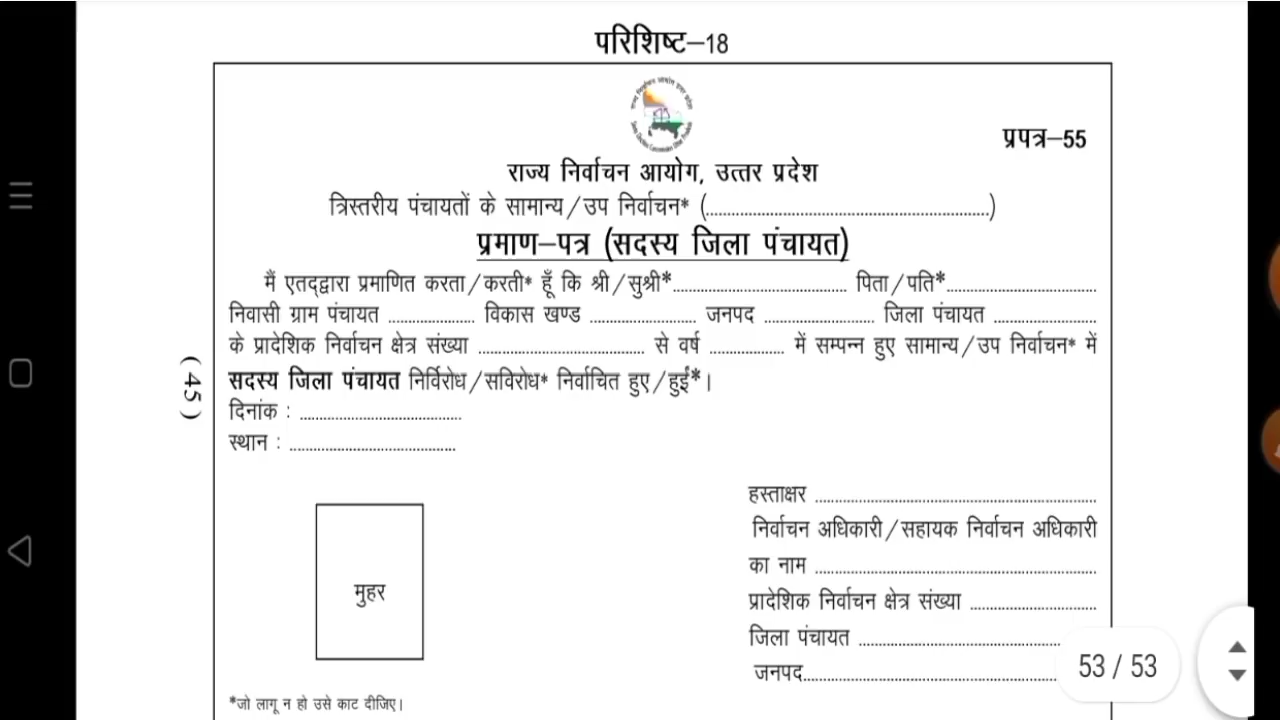 परिशिष्ट–18
प्रपत्र–55
राज्य निर्वाचन आयोग, उत्तर प्रदेश
त्रिस्तरीय पंचायतों के सामान्य/उप निर्वाचन* (..........................................................)
प्रमाण–पत्र (सदस्य जिला पंचायत)
मैं एतद्द्वारा प्रमाणित करता/करती* हूँ कि श्री/सुश्री*................................... पिता/पति*...............................
निवासी ग्राम पंचायत .................. विकास खण्ड ...................... जनपद ...................... जिला पंचायत .....................
के प्रादेशिक निर्वाचन क्षेत्र संख्या .................................. से वर्ष ............... में सम्पन्न हुए सामान्य/उप निर्वाचन* में
सदस्य जिला पंचायत निर्विरोध/सविरोध* निर्वाचित हुए/हुईं*।
दिनांक : .................................
स्थान : ..................................
(45)
मुहर
हस्ताक्षर ..........................................................
निर्वाचन अधिकारी/सहायक निर्वाचन अधिकारी
का नाम ..........................................................
प्रादेशिक निर्वाचन क्षेत्र संख्या ..........................
जिला पंचायत .........................................
जनपद....................................................
53 / 53
*जो लागू न हो उसे काट दीजिए।